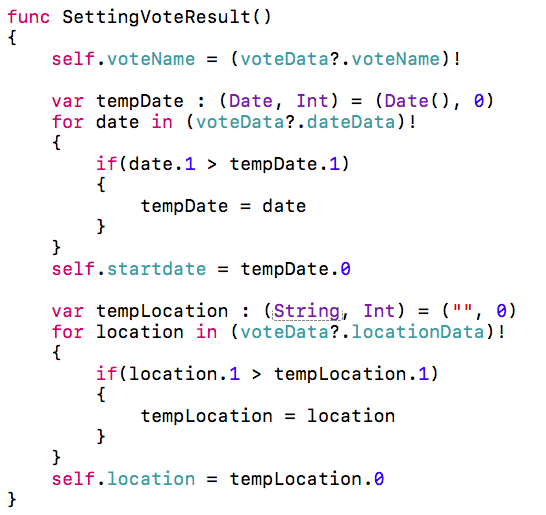 func SettingVoteResult()
{
    self.voteName = (voteData?.voteName)!

    var tempDate : (Date, Int) = (Date(), 0)
    for date in (voteData?.dateData)!
    {
        if(date.1 > tempDate.1)
        {
            tempDate = date
        }
    }
    self.startdate = tempDate.0

    var tempLocation : (String, Int) = ("", 0)
    for location in (voteData?.locationData)!
    {
        if(location.1 > tempLocation.1)
        {
            tempLocation = location
        }
    }
    self.location = tempLocation.0
}